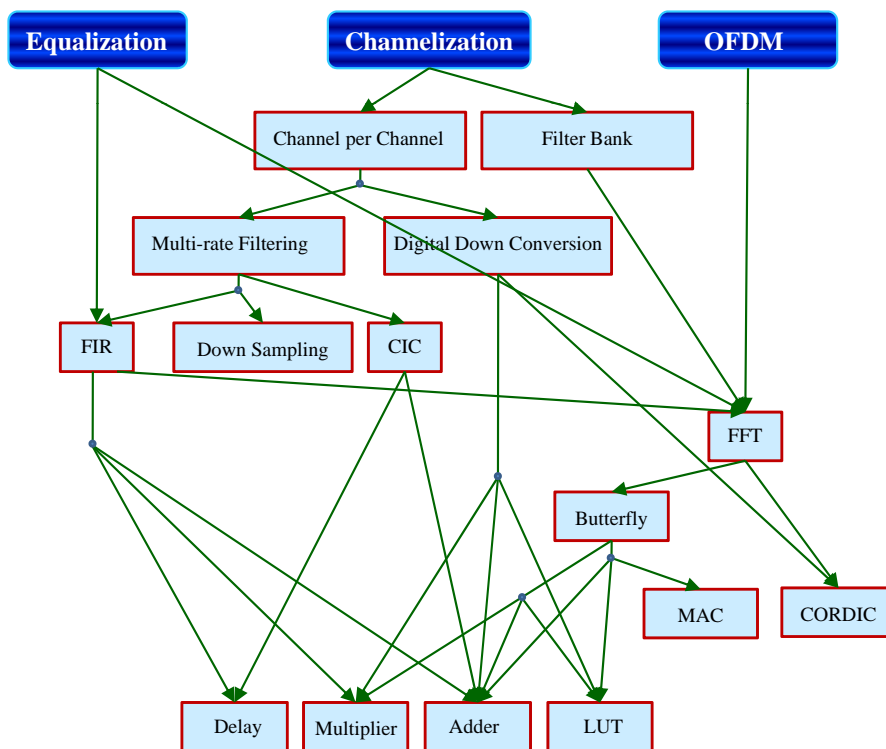 Equalization
Channelization
OFDM
Channel per Channel
Filter Bank
Multi-rate Filtering
Digital Down Conversion
FIR
Down Sampling
CIC
FFT
Butterfly
MAC
CORDIC
Delay
Multiplier
Adder
LUT